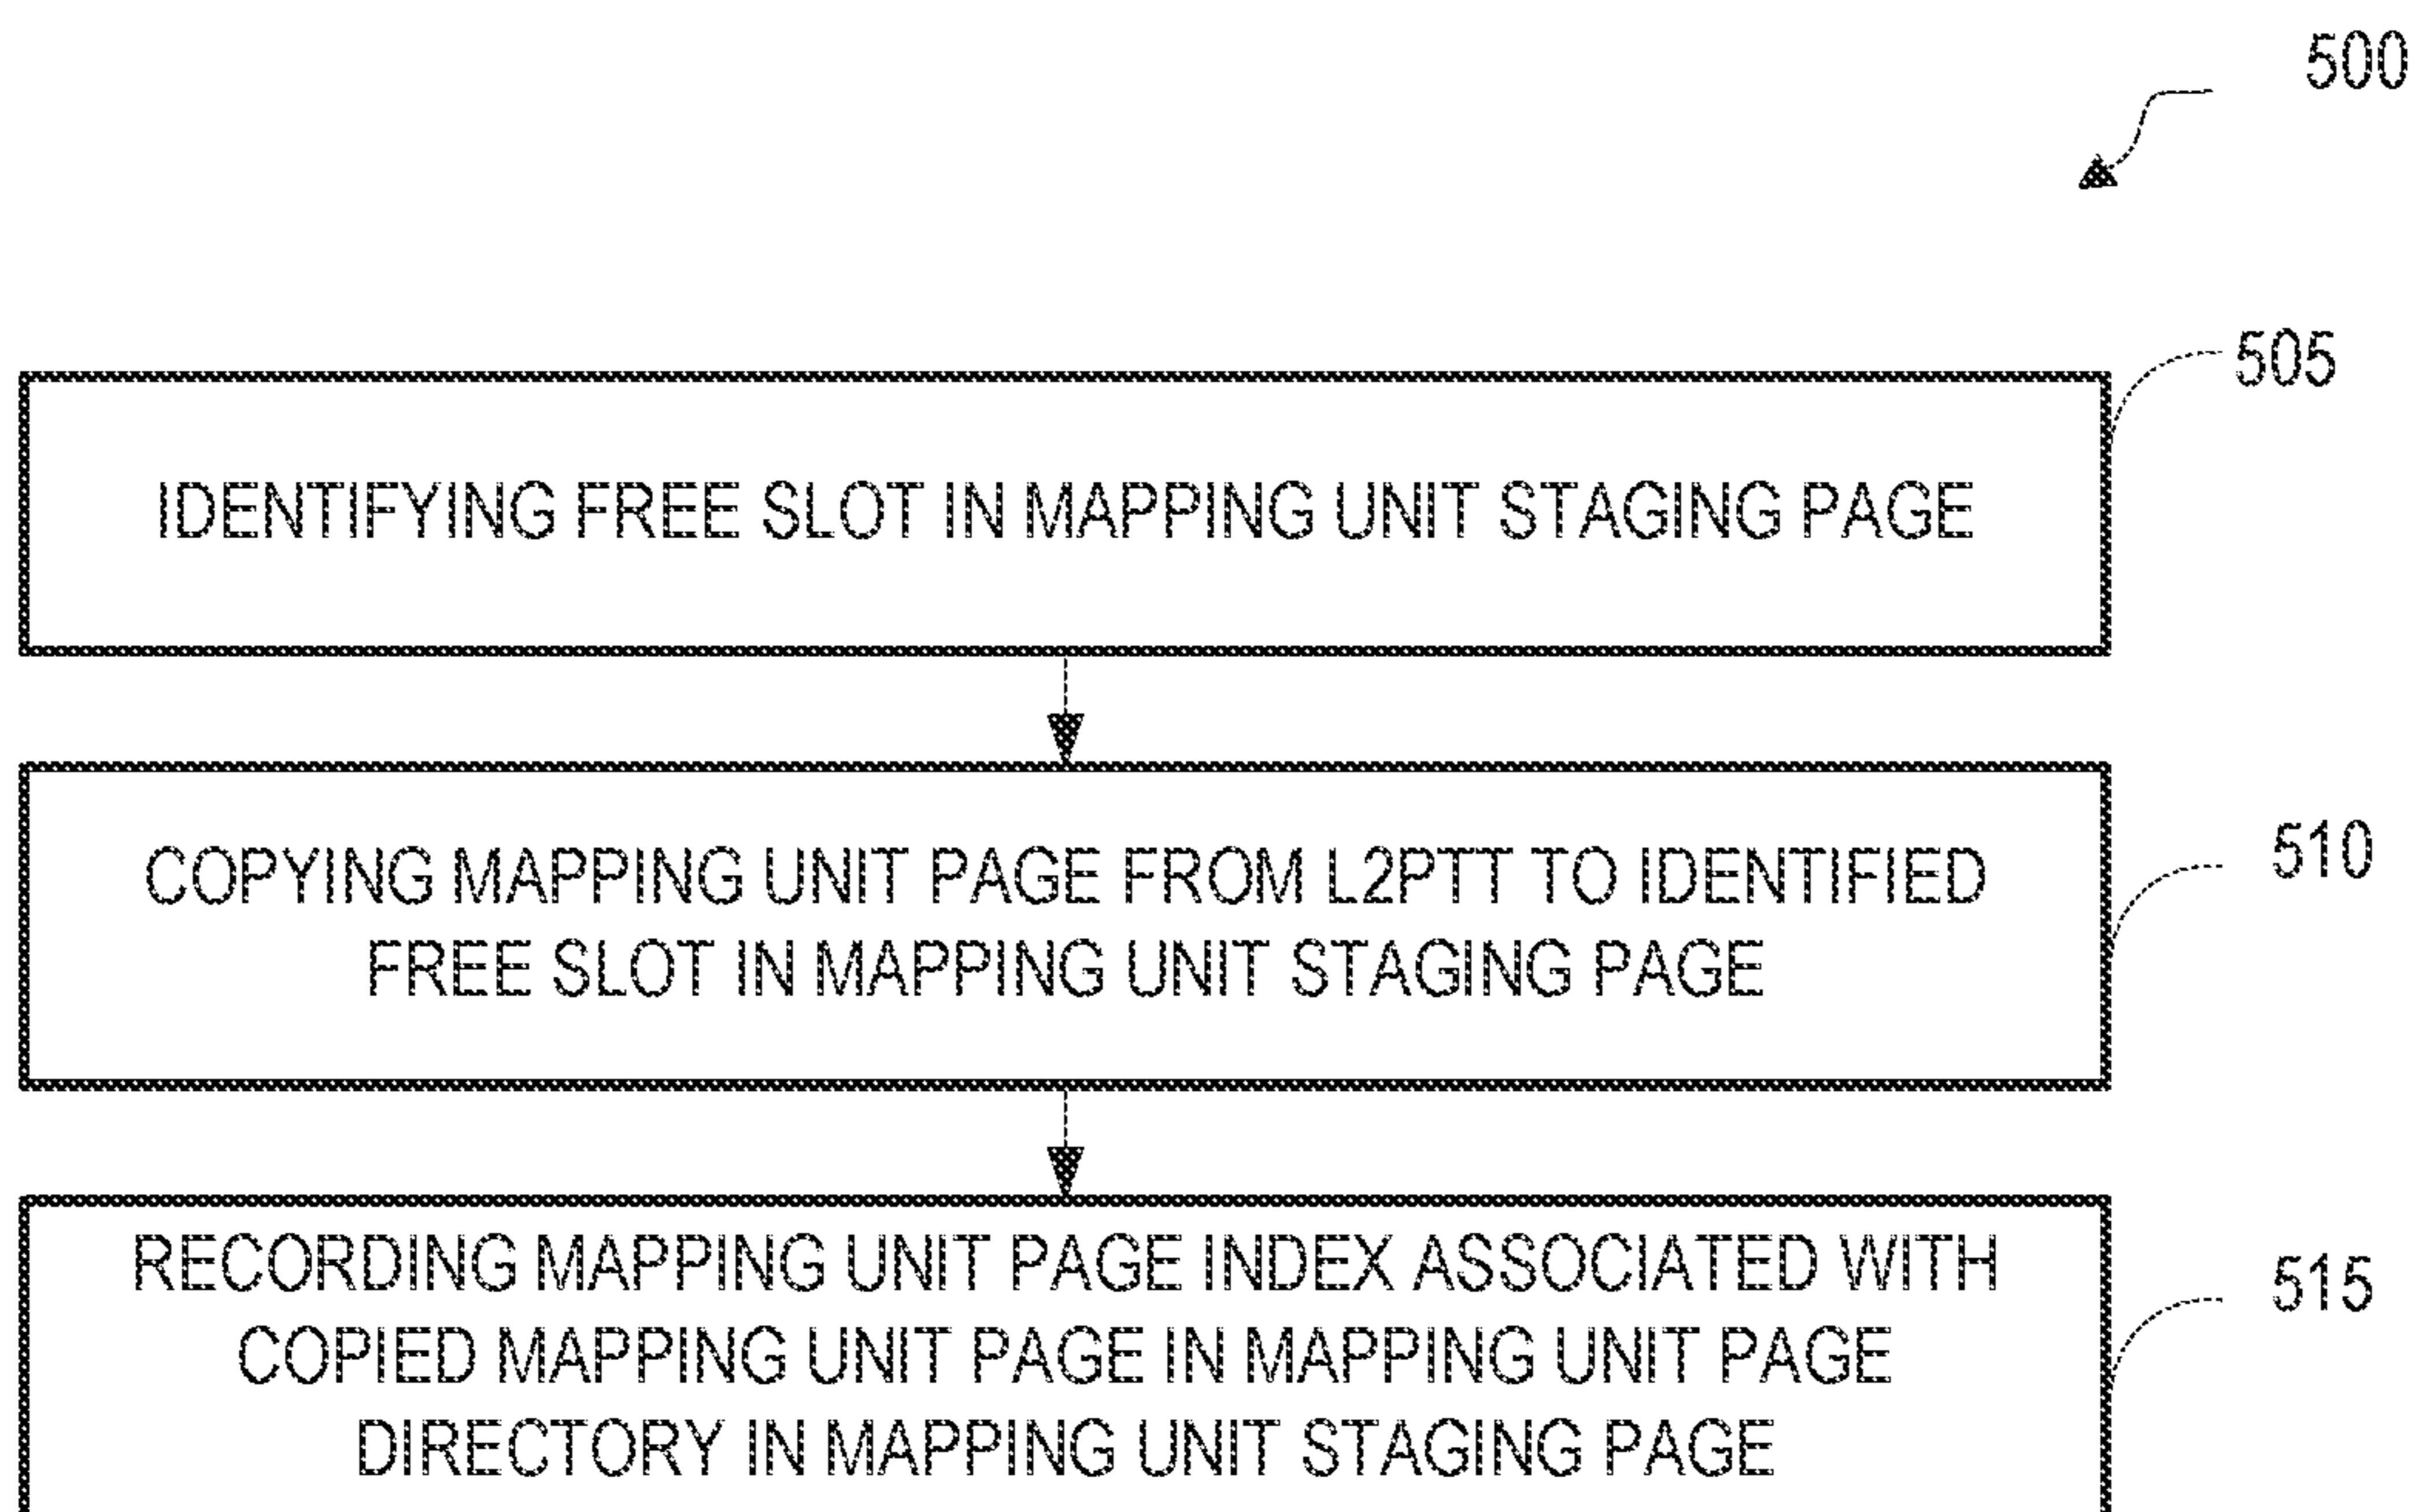 500
505
IDENTIFYING FREE SLOT IN MAPPING UNIT STAGING PAGE
510
COPYING MAPPING UNIT PAGE FROM L2PTT TO IDENTIFIED
FREE SLOT IN MAPPING UNIT STAGING PAGE
515
RECORDING MAPPING UNIT PAGE INDEX ASSOCIATED WITH
COPIED MAPPING UNIT PAGE IN MAPPING UNIT PAGE
DIRECTORY IN MAPPING UNIT STAGING PAGE